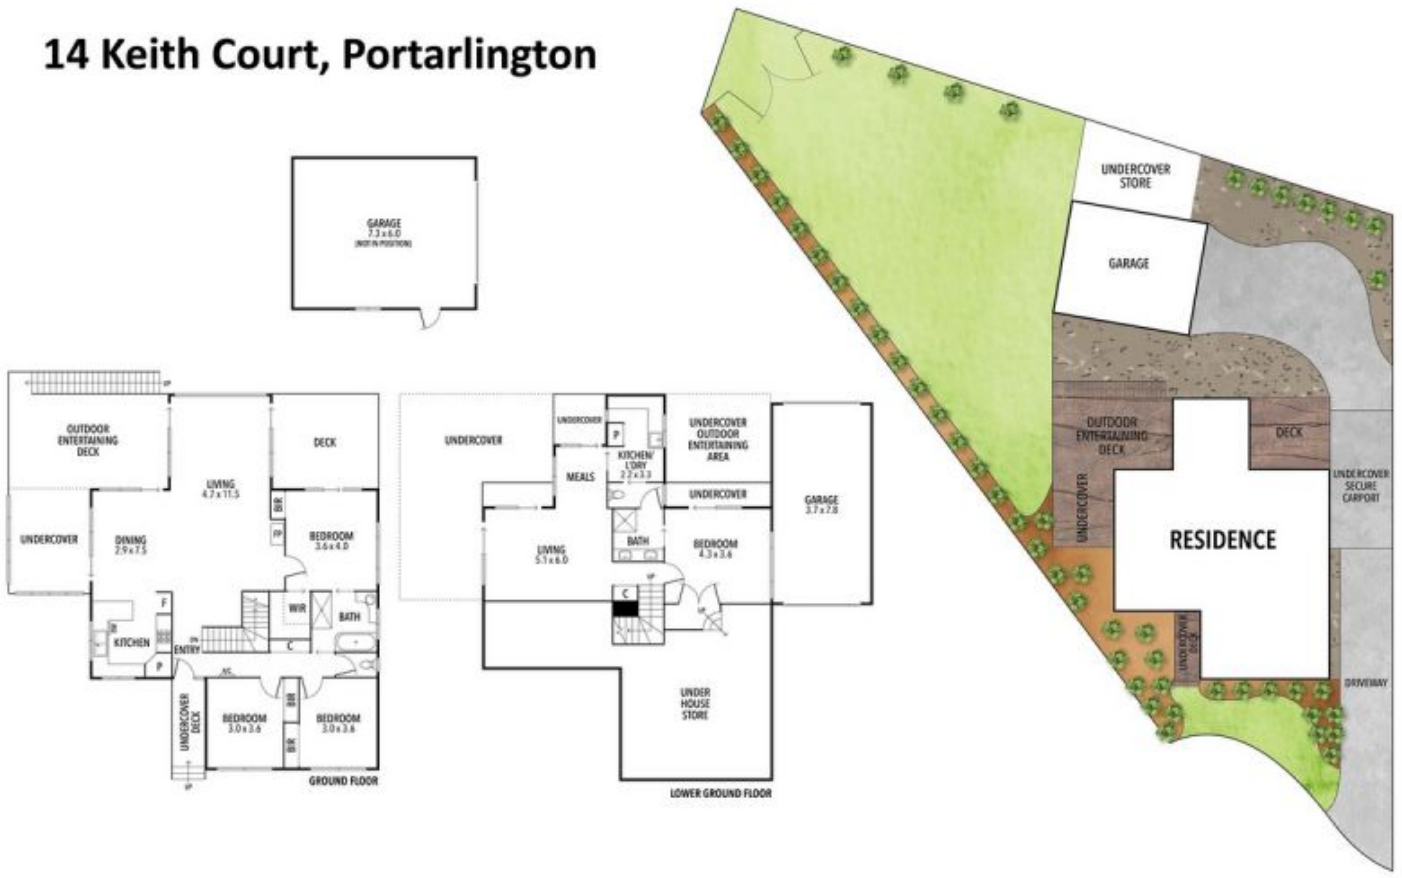 14 Keith Court, Portarlington
GARAGE
7.3 x 6.0
(NOT IN POSITION)
UP
OUTDOOR
ENTERTAINING
DECK
LIVING
4.7 x 11.5
DECK
BIR
FP
UNDERCOVER
DINING
2.9 x 7.5
BEDROOM
3.6 x 4.0
F
WIR
BATH
KITCHEN
DN
ENTRY
C
P
A/C
UNDERCOVER
DECK
BEDROOM
3.0 x 3.6
BIR
BIR
BEDROOM
3.0 x 3.6
UP
GROUND FLOOR
UNDERCOVER
UNDERCOVER
P
KITCHEN/
L'DRY
2.2 x 3.3
UNDERCOVER
OUTDOOR
ENTERTAINING
AREA
MEALS
UNDERCOVER
GARAGE
3.7 x 7.8
LIVING
5.1 x 6.0
BATH
BEDROOM
4.3 x 3.6
UP
C
UP
UNDER
HOUSE
STORE
LOWER GROUND FLOOR
UNDERCOVER
STORE
GARAGE
OUTDOOR
ENTERTAINING
DECK
DECK
UNDERCOVER
UNDERCOVER
SECURE
CARPORT
RESIDENCE
UNDERCOVER
DECK
DRIVEWAY